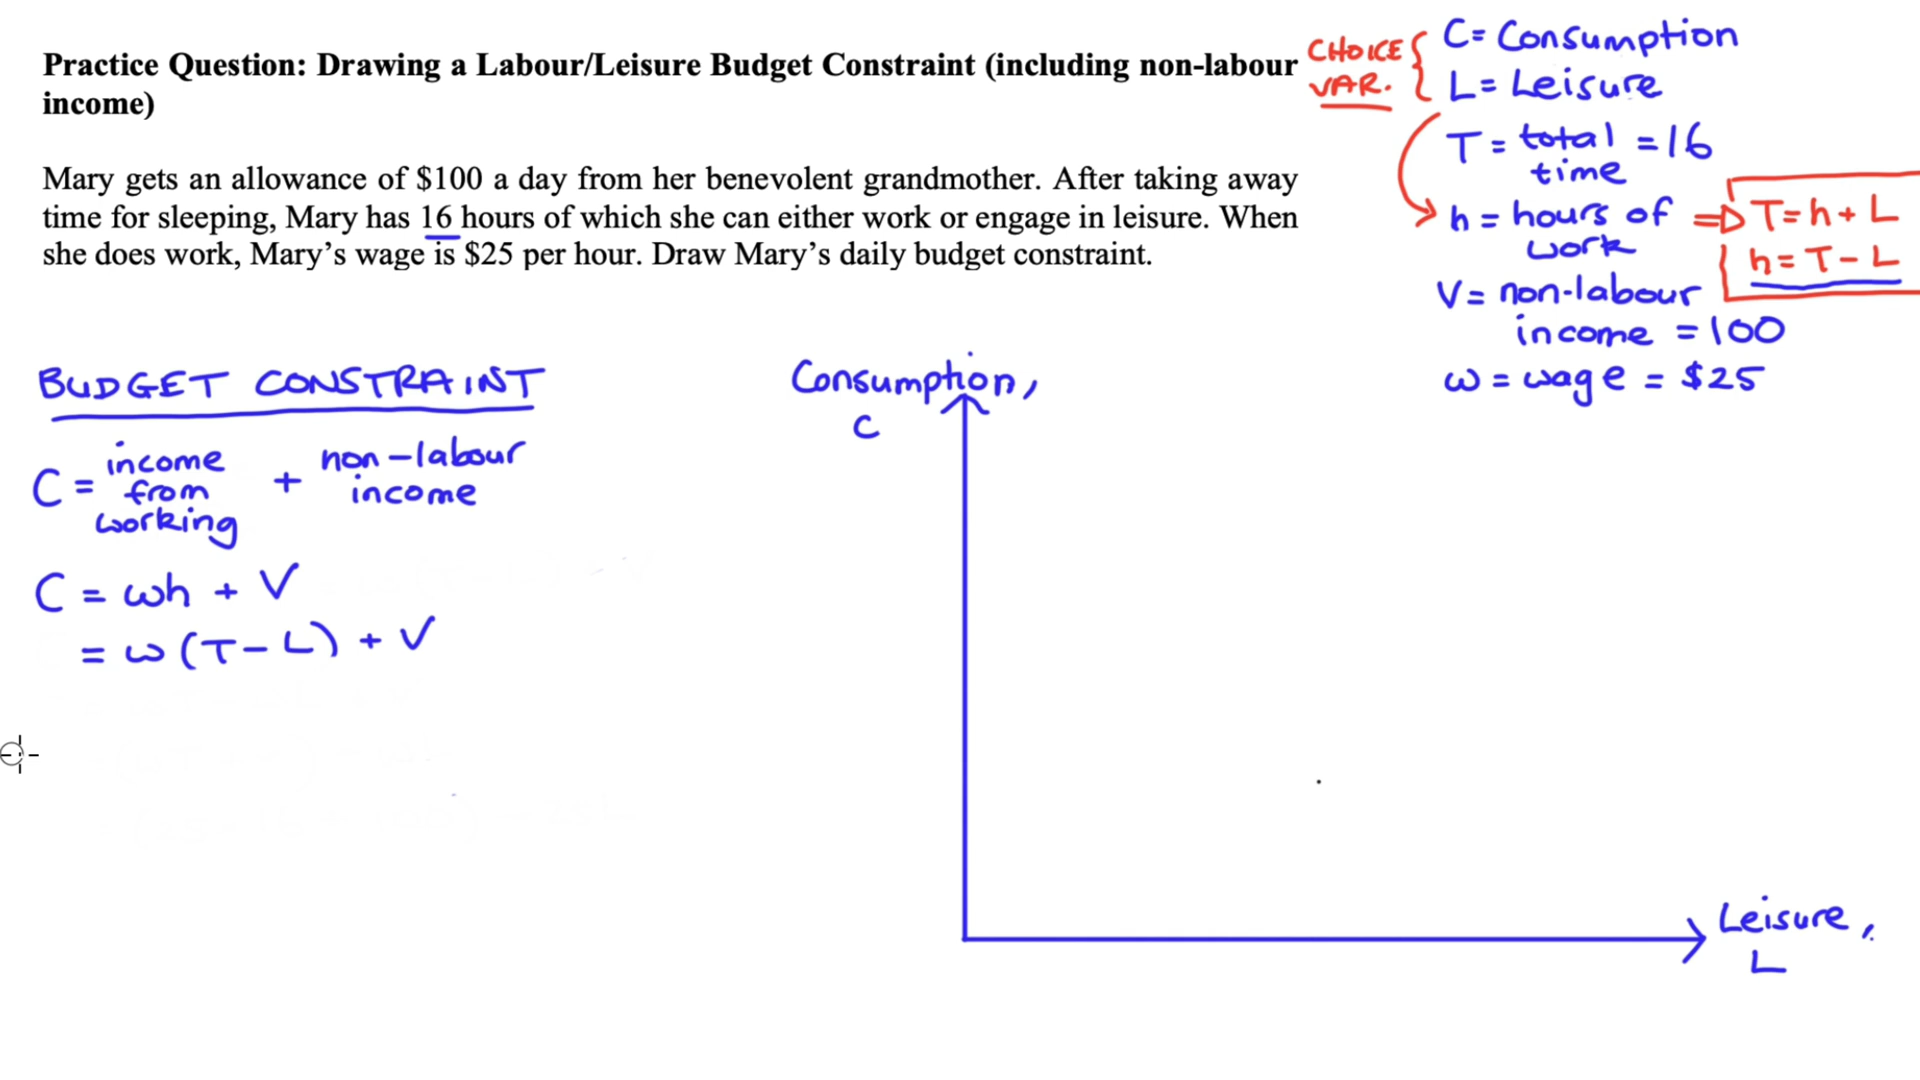 Practice Question: Drawing a Labour/Leisure Budget Constraint (including non-labour
income)
Mary gets an allowance of $100 a day from her benevolent grandmother. After taking away
time for sleeping, Mary has 16 hours of which she can either work or engage in leisure. When
she does work, Mary’s wage is $25 per hour. Draw Mary’s daily budget constraint.
CHOICE
VAR.
C = Consumption
L = Leisure
T = total = 16
time
h = hours of ⇒ T = h + L
work
h = T - L
V = non-labour
income = 100
w = wage = $25
BUDGET CONSTRAINT
C = income from working + non-labour income
C = wh + V
= w (T - L) + V
Consumption,
C
Leisure,
L